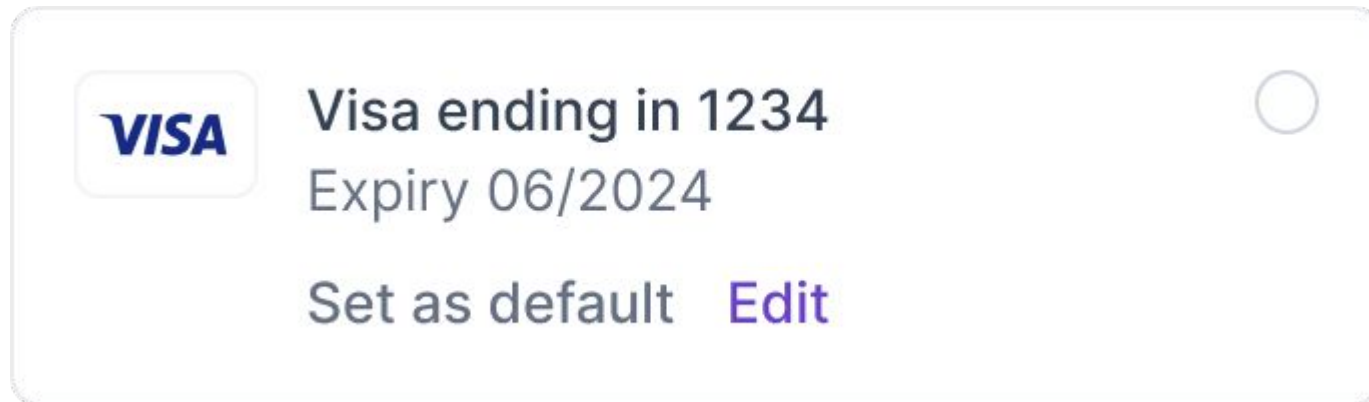 VISA
Visa ending in 1234
Expiry 06/2024
Set as default Edit